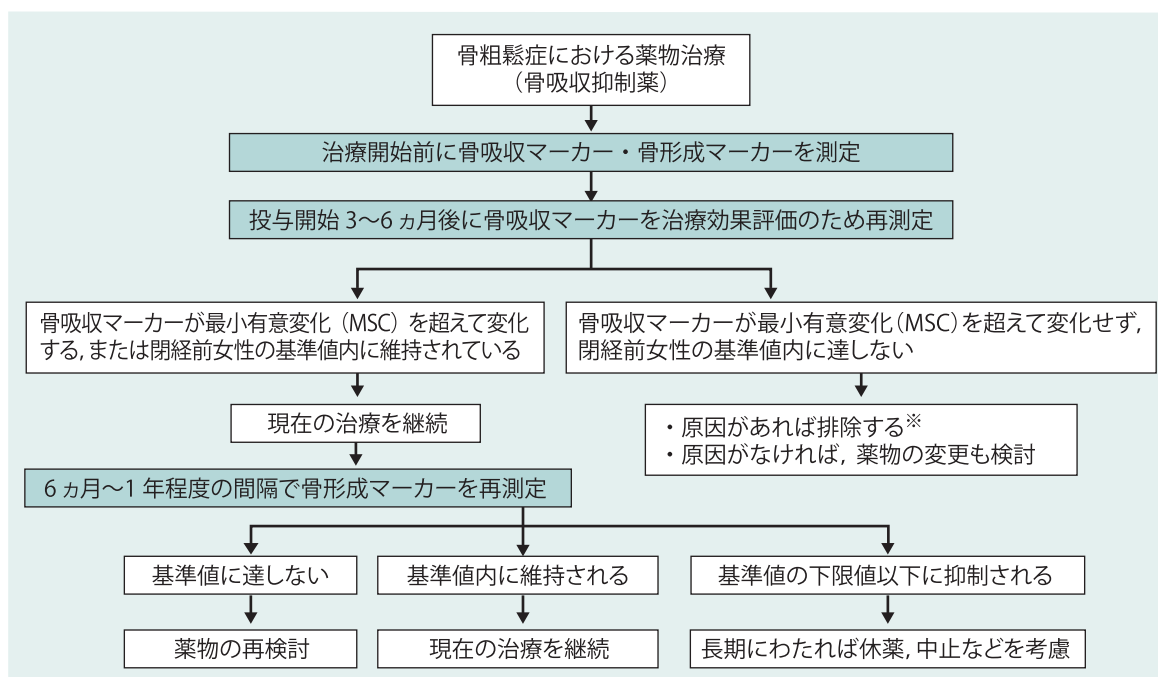 骨粗鬆症における薬物治療
（骨吸収抑制薬）
治療開始前に骨吸収マーカー・骨形成マーカーを測定
投与開始 3〜6 ヵ月後に骨吸収マーカーを治療効果評価のため再測定
骨吸収マーカーが最小有意変化（MSC）を超えて変化
する，または閉経前女性の基準値内に維持されている
骨吸収マーカーが最小有意変化（MSC）を超えて変化せず，
閉経前女性の基準値内に達しない
現在の治療を継続
・原因があれば排除する※
・原因がなければ，薬物の変更も検討
6 ヵ月〜1 年程度の間隔で骨形成マーカーを再測定
基準値に達しない
基準値内に維持される
基準値の下限値以下に抑制される
薬物の再検討
現在の治療を継続
長期にわたれば休薬，中止などを考慮